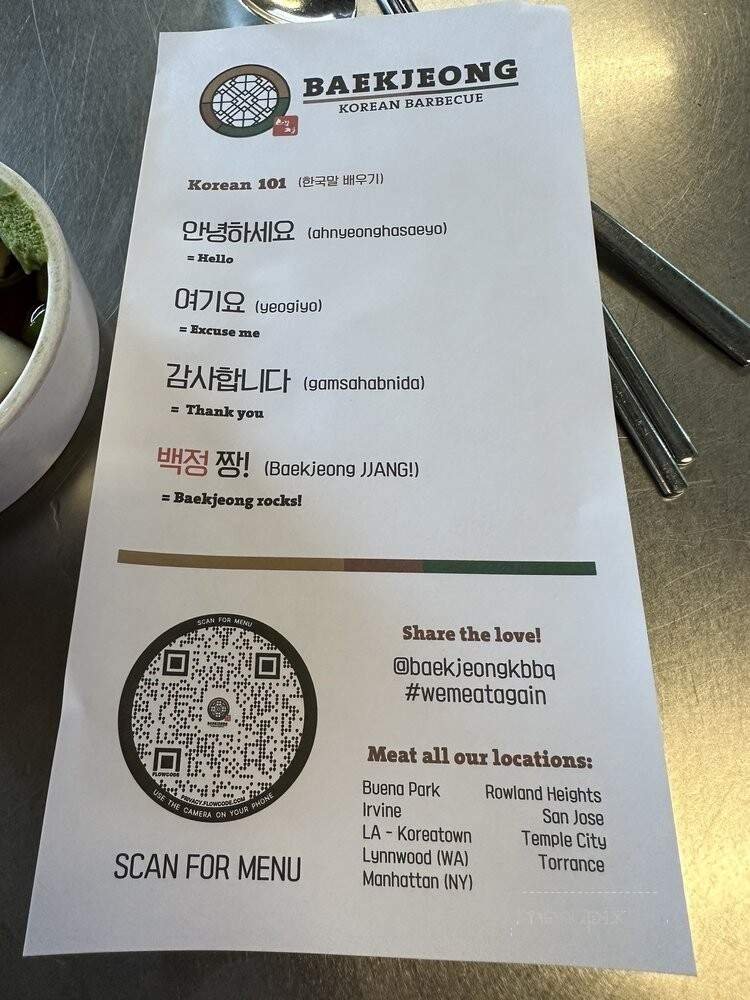 BAEKJEONG
KOREAN BARBECUE
Korean 101 (한국말 배우기)
안녕하세요 (ahnyeonghasaeyo)
= Hello
여기요 (yeogiyo)
= Excuse me
감사합니다 (gamsahabnida)
= Thank you
백정 짱! (Baekjeong JJANG!)
= Baekjeong rocks!
SCAN FOR MENU
FLOWCODE
PRIVACY.FLOWCODE.COM
USE THE CAMERA ON YOUR PHONE
SCAN FOR MENU
Share the love!
@baekjeongkbbq
#wemeatagain
Meat all our locations:
Buena Park
Irvine
LA - Koreatown
Lynnwood (WA)
Manhattan (NY)
Rowland Heights
San Jose
Temple City
Torrance